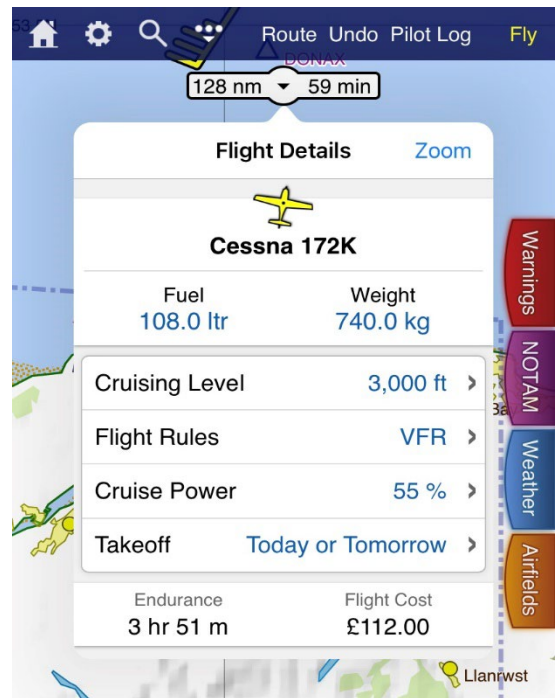 Route Undo Pilot Log Fly
DONAX
128 nm 59 min
Flight Details Zoom
Cessna 172K
Fuel Weight
108.0 ltr 740.0 kg
Cruising Level 3,000 ft
Flight Rules VFR
Cruise Power 55 %
Takeoff Today or Tomorrow
Endurance Flight Cost
3 hr 51 m £112.00
Warnings
NOTAM
Weather
Airfields
Llanrwst